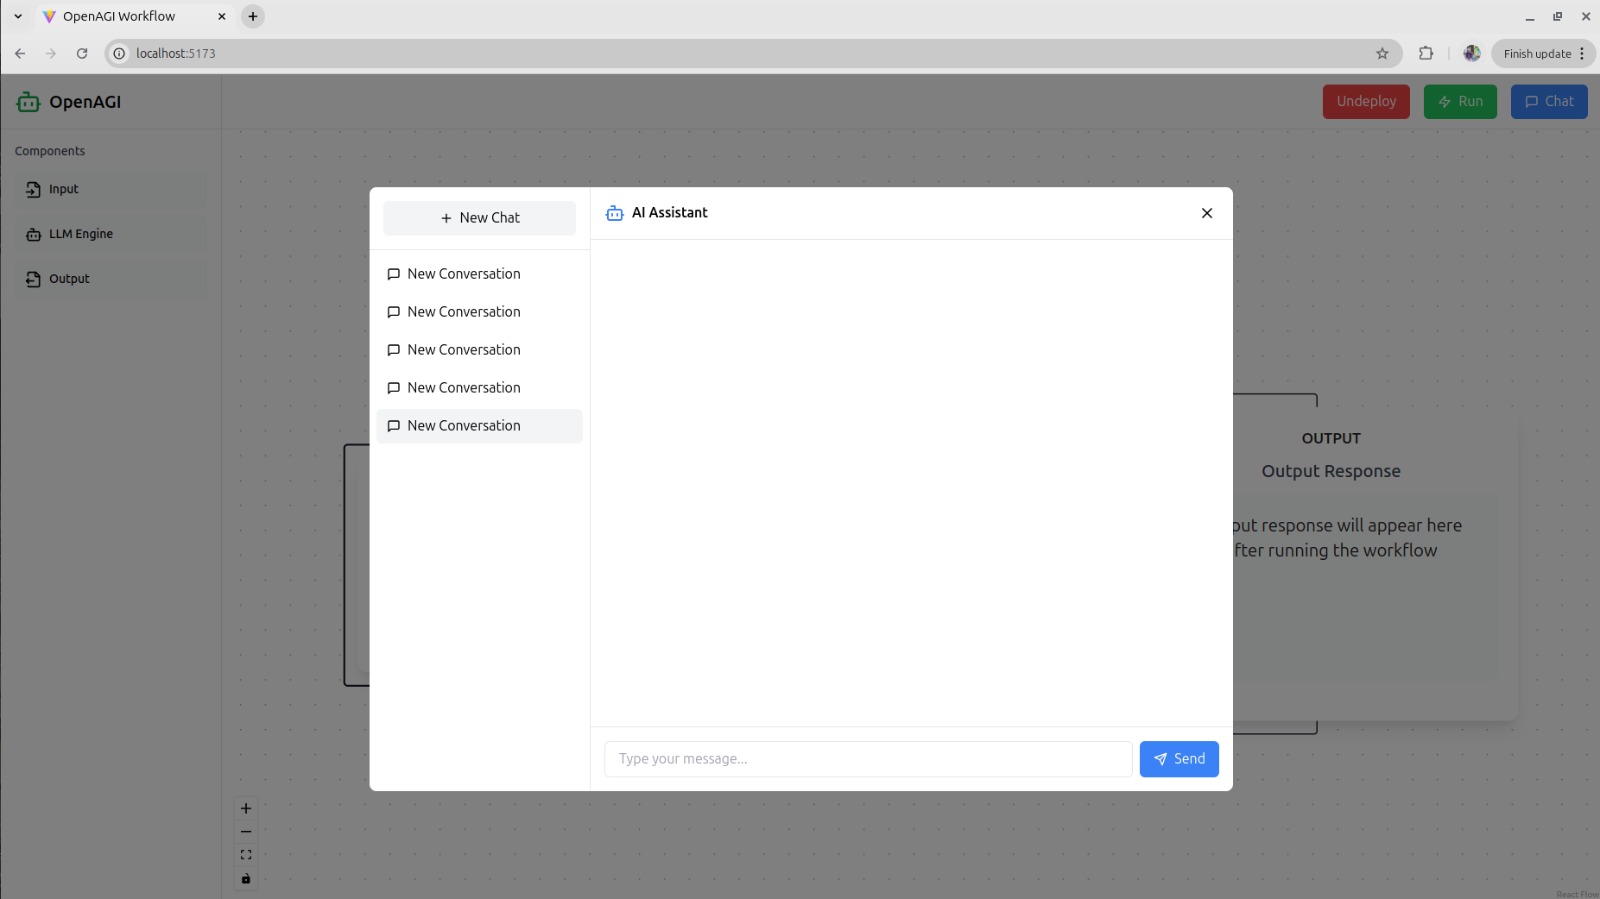 OpenAGI Workflow
localhost:5173
Finish update
OpenAGI
Undeploy
Run
Chat
Components
Input
LLM Engine
Output
New Chat
New Conversation
New Conversation
New Conversation
New Conversation
New Conversation
AI Assistant
Type your message...
Send
OUTPUT
Output Response
put response will appear here
fter running the workflow
React Flow